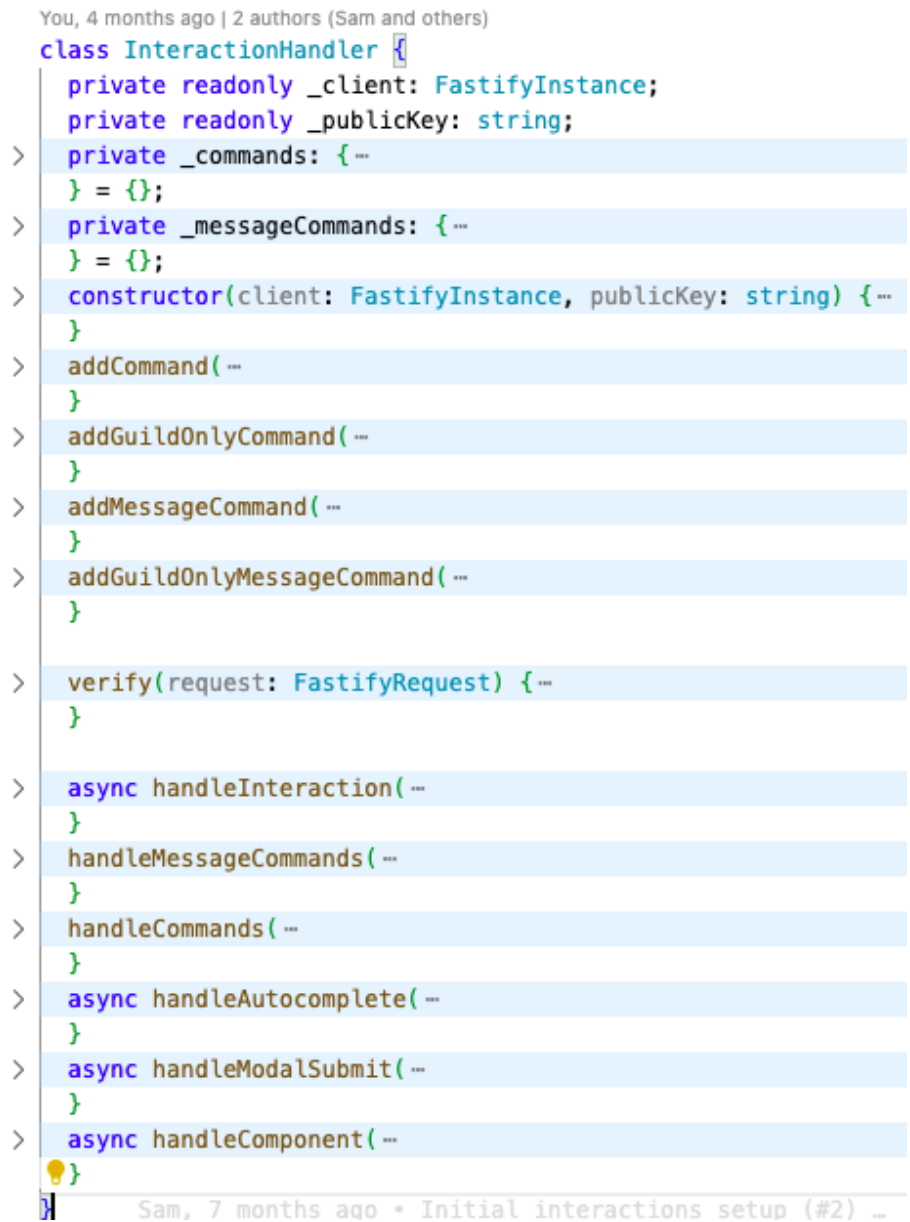 You, 4 months ago | 2 authors (Sam and others)
class InteractionHandler {
private readonly _client: FastifyInstance;
private readonly _publicKey: string;
private _commands: { ⋯
} = {};
private _messageCommands: { ⋯
} = {};
constructor(client: FastifyInstance, publicKey: string) { ⋯
}
addCommand( ⋯
}
addGuildOnlyCommand( ⋯
}
addMessageCommand( ⋯
}
addGuildOnlyMessageCommand( ⋯
}
verify(request: FastifyRequest) { ⋯
}
async handleInteraction( ⋯
}
handleMessageCommands( ⋯
}
handleCommands( ⋯
}
async handleAutocomplete( ⋯
}
async handleModalSubmit( ⋯
}
async handleComponent( ⋯
}
} Sam, 7 months ago • Initial interactions setup (#2) …